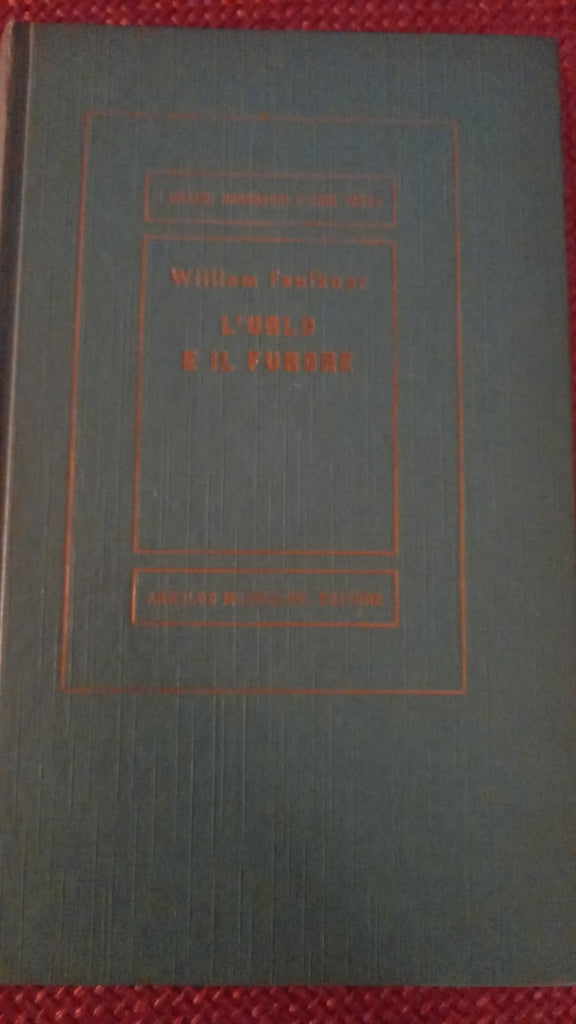 I GRANDI NARRATORI D'OGNI PAESE
William Faulkner
L'URLO
E IL FURORE
ARNOLDO MONDADORI EDITORE